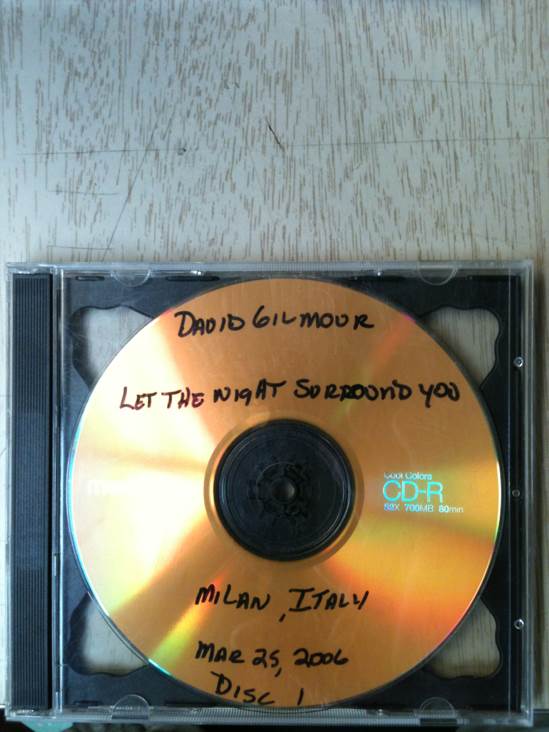 DAVID GILMOUR
LET THE NIGHT SURROUND YOU
Cool Colors
CD-R
52X 700MB 80min
MILAN, ITALY
MAR 25, 2006
DISC 1